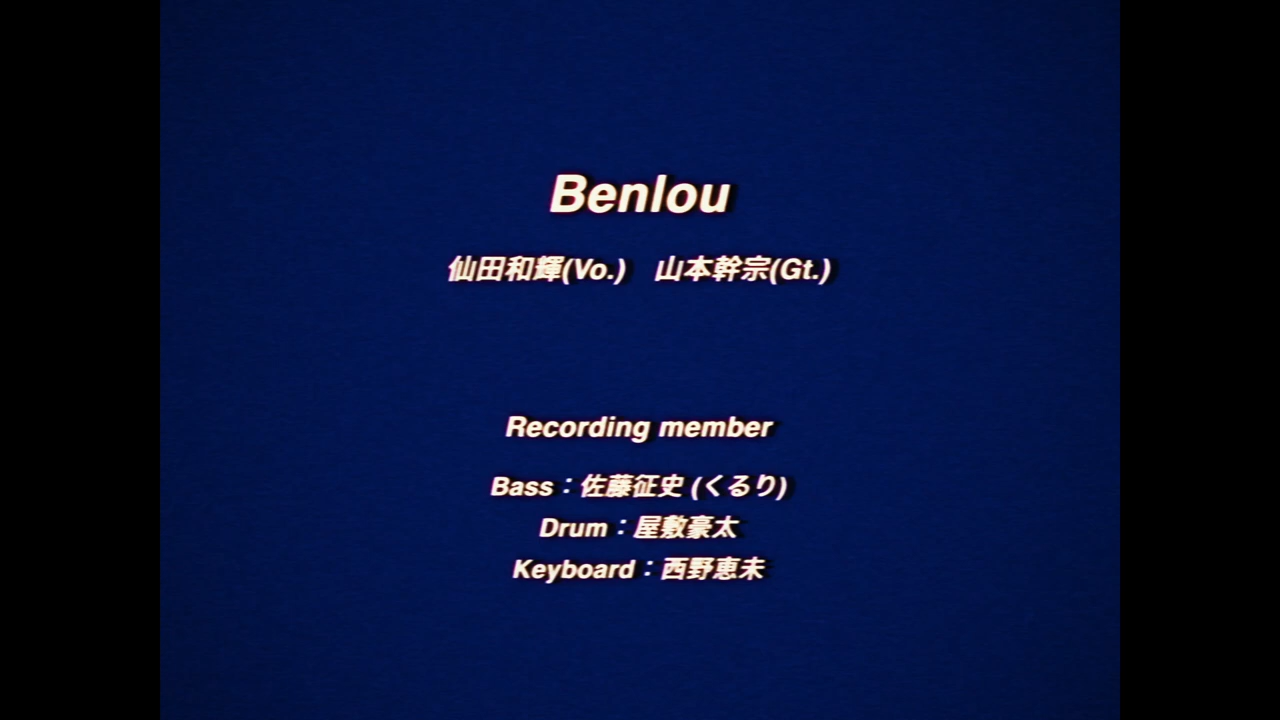 Benlou
仙田和輝(Vo.)　山本幹宗(Gt.)
Recording member
Bass：佐藤征史 (くるり)
Drum：屋敷豪太
Keyboard：西野恵未